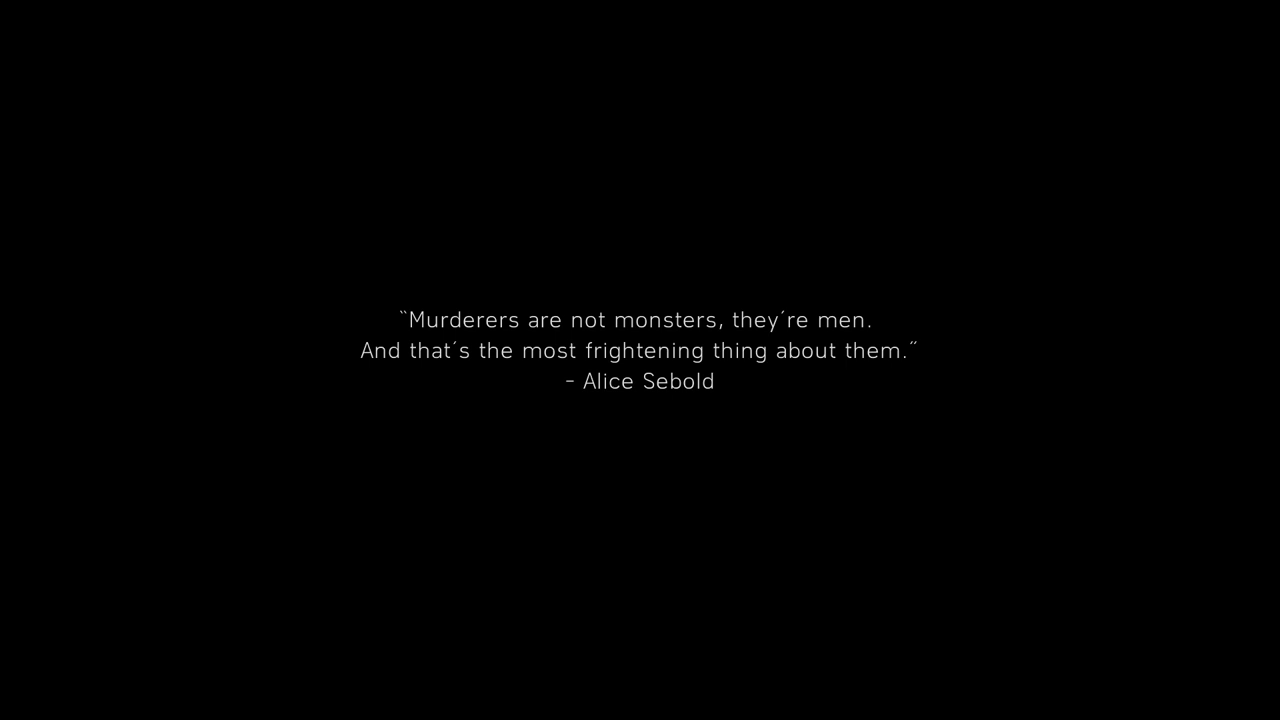 ``Murderers are not monsters, they´re men.
And that´s the most frightening thing about them.˝
- Alice Sebold